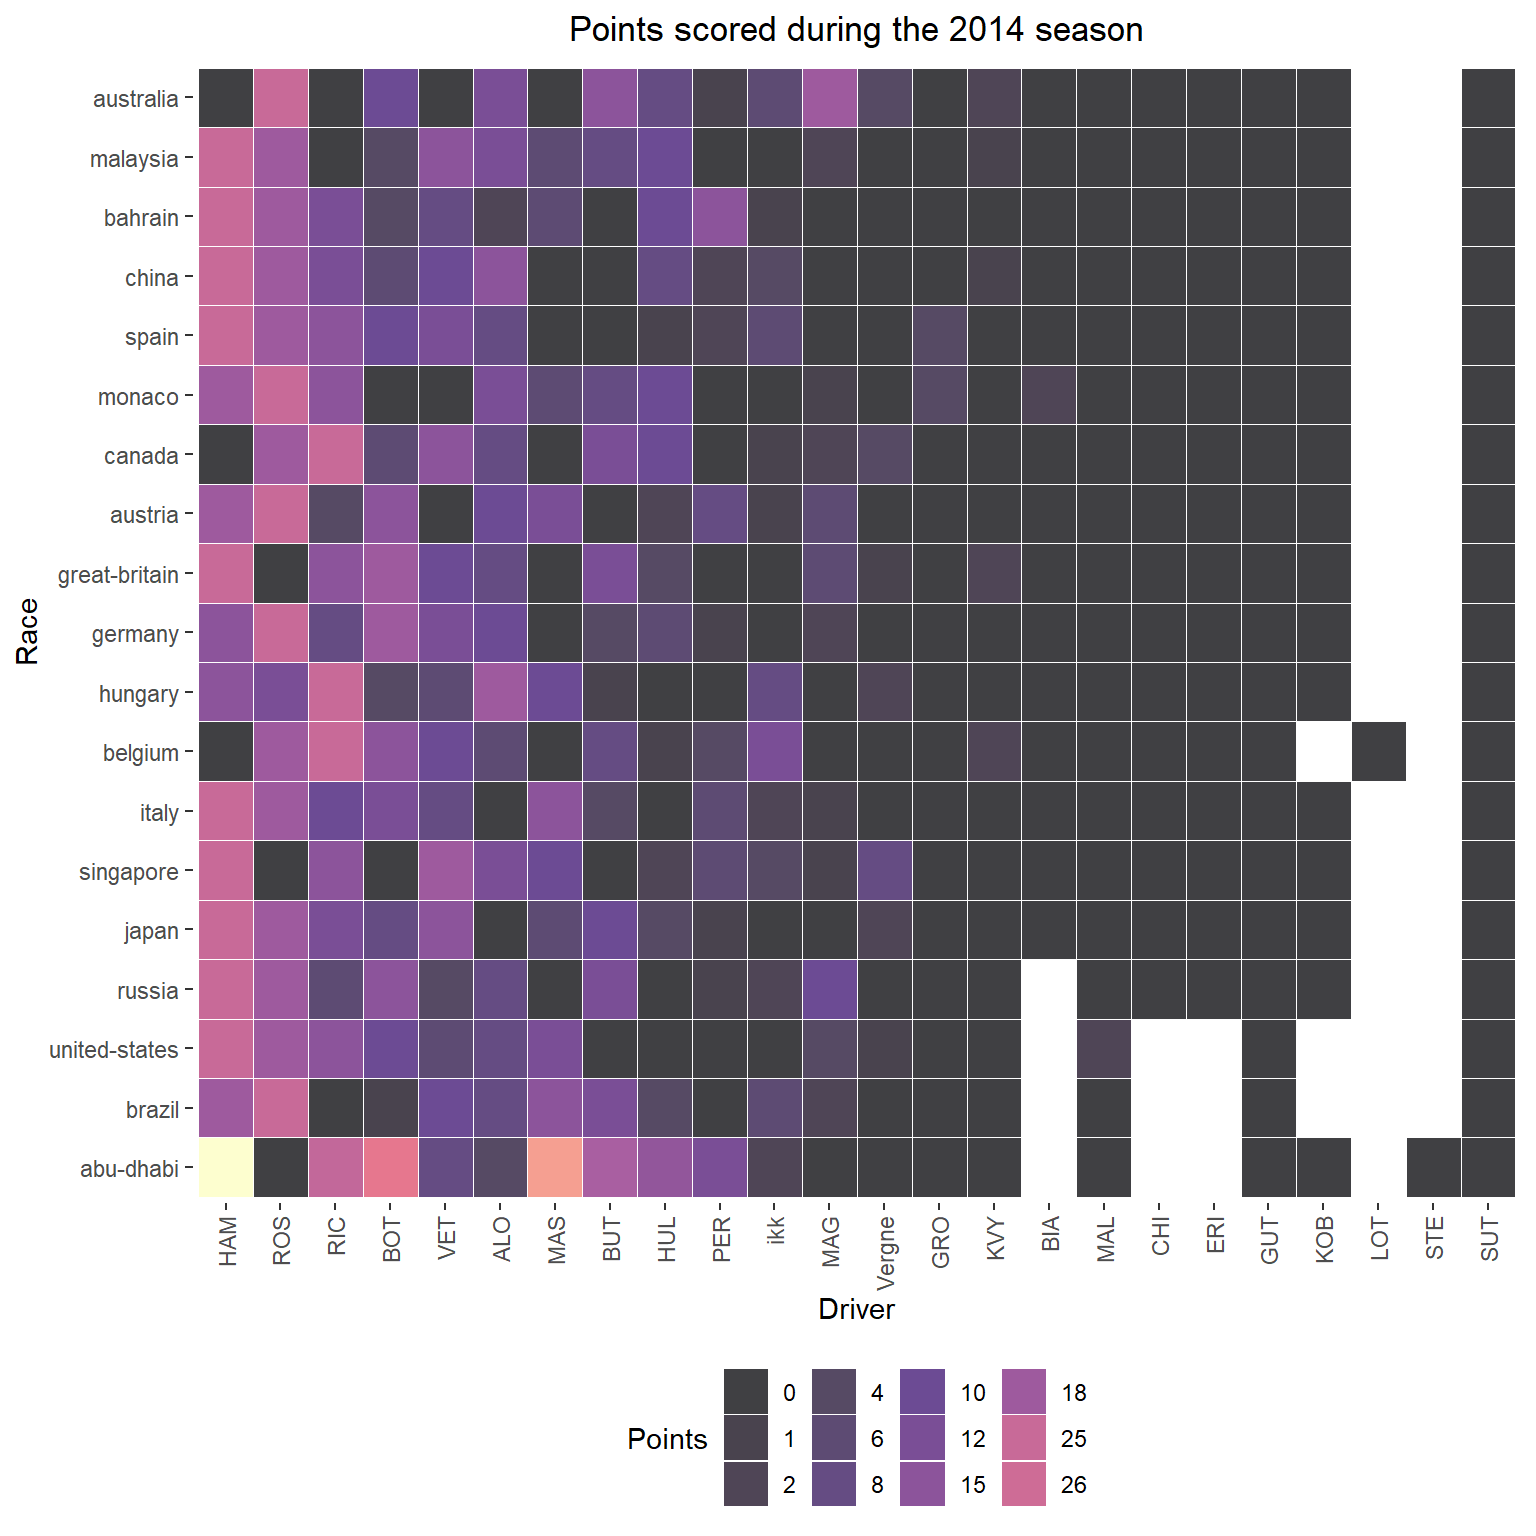 Points scored during the 2014 season
Race
australia
malaysia
bahrain
china
spain
monaco
canada
austria
great-britain
germany
hungary
belgium
italy
singapore
japan
russia
united-states
brazil
abu-dhabi
HAM ROS RIC BOT VET ALO MAS BUT HUL PER ikk MAG Vergne GRO KVY BIA MAL CHI ERI GUT KOB LOT STE SUT
Driver
Points
0 4 10 18
1 6 12 25
2 8 15 26